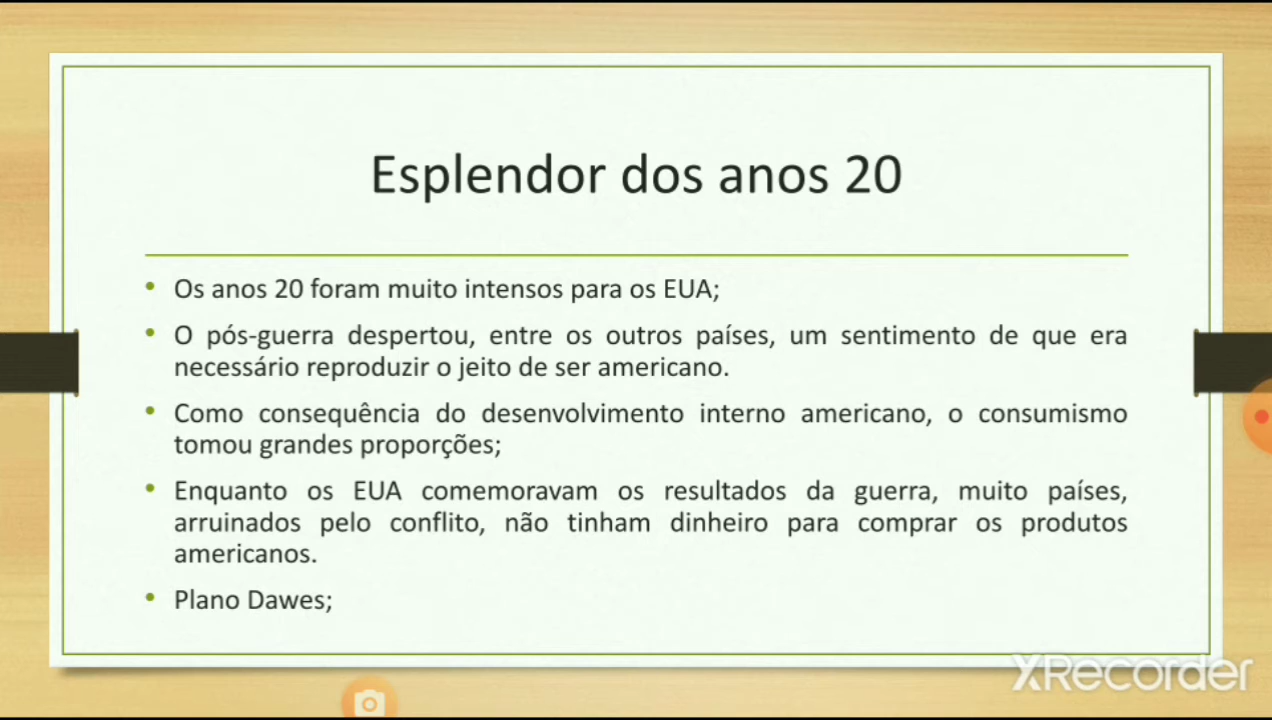 Esplendor dos anos 20
• Os anos 20 foram muito intensos para os EUA;
• O pós-guerra despertou, entre os outros países, um sentimento de que era
necessário reproduzir o jeito de ser americano.
• Como consequência do desenvolvimento interno americano, o consumismo
tomou grandes proporções;
• Enquanto os EUA comemoravam os resultados da guerra, muito países,
arruinados pelo conflito, não tinham dinheiro para comprar os produtos
americanos.
• Plano Dawes;
XRecorder